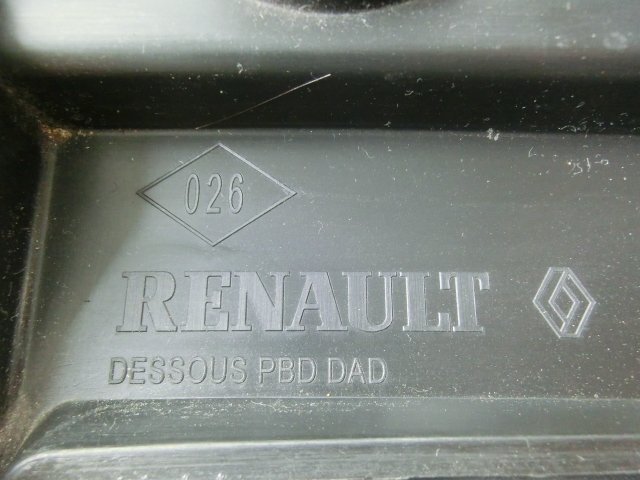 026
RENAULT
DESSOUS PBD DAD